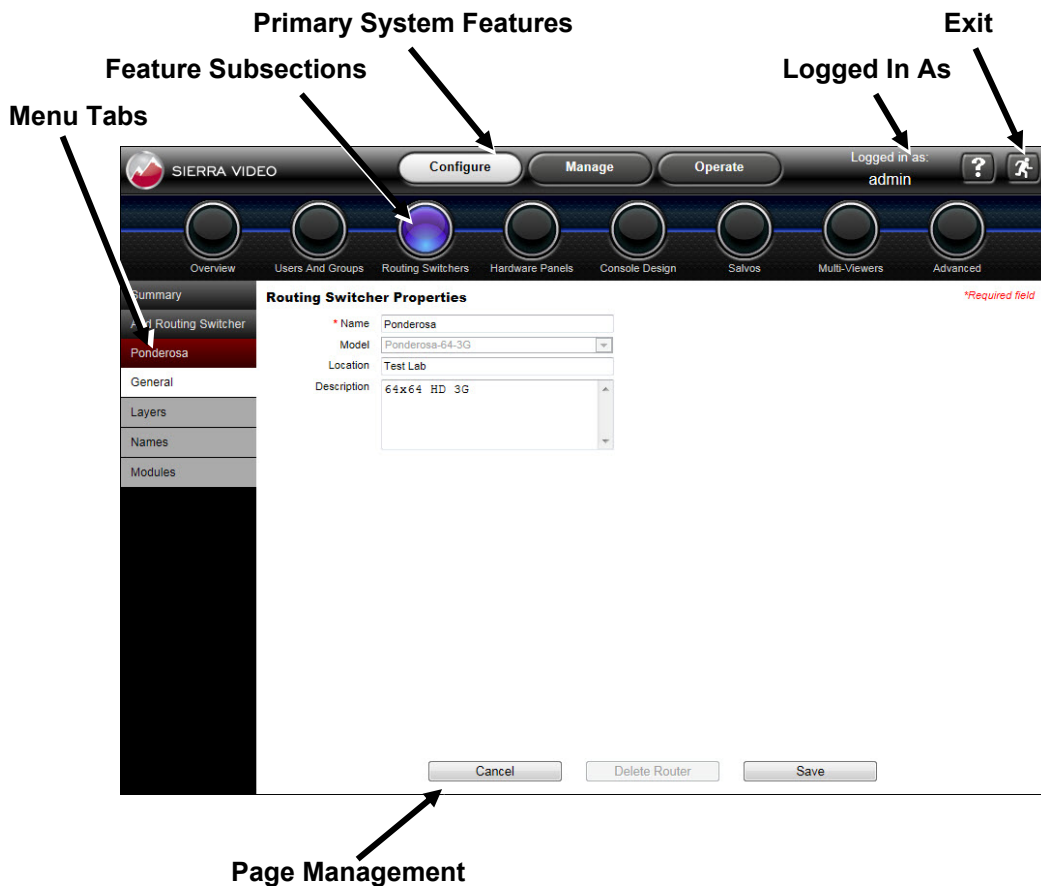 Primary System Features
Exit
Feature Subsections
Logged In As
Menu Tabs
SIERRA VIDEO
Configure
Manage
Operate
Logged in as:
admin
?
Overview
Users And Groups
Routing Switchers
Hardware Panels
Console Design
Salvos
Multi-Viewers
Advanced
Summary
Add Routing Switcher
Ponderosa
General
Layers
Names
Modules
Routing Switcher Properties
*Required field
* Name
Ponderosa
Model
Ponderosa-64-3G
Location
Test Lab
Description
64x64 HD 3G
Cancel
Delete Router
Save
Page Management